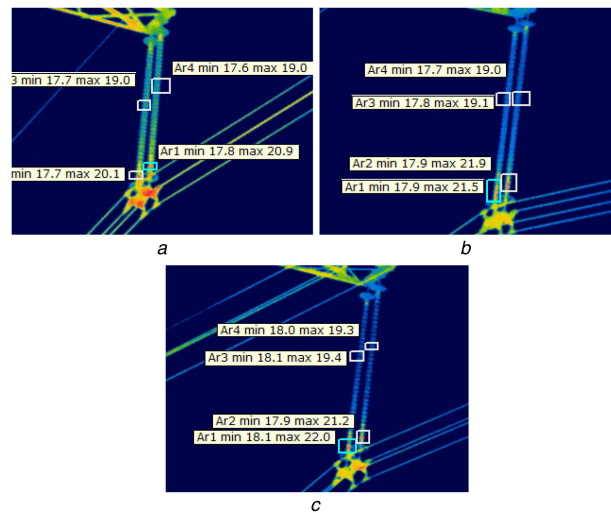 3 min 17.7 max 19.0
Ar4 min 17.6 max 19.0
Ar1 min 17.8 max 20.9
min 17.7 max 20.1
a
Ar4 min 17.7 max 19.0
Ar3 min 17.8 max 19.1
Ar2 min 17.9 max 21.9
Ar1 min 17.9 max 21.5
b
Ar4 min 18.0 max 19.3
Ar3 min 18.1 max 19.4
Ar2 min 17.9 max 21.2
Ar1 min 18.1 max 22.0
c